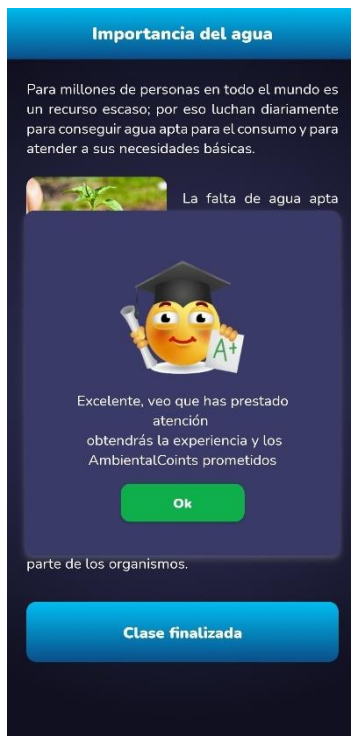 Importancia del agua
Para millones de personas en todo el mundo es
un recurso escaso; por eso luchan diariamente
para conseguir agua apta para el consumo y para
atender a sus necesidades básicas.
La falta de agua apta
A+
Excelente, veo que has prestado
atención
obtendrás la experiencia y los
AmbientalCoints prometidos
Ok
parte de los organismos.
Clase finalizada